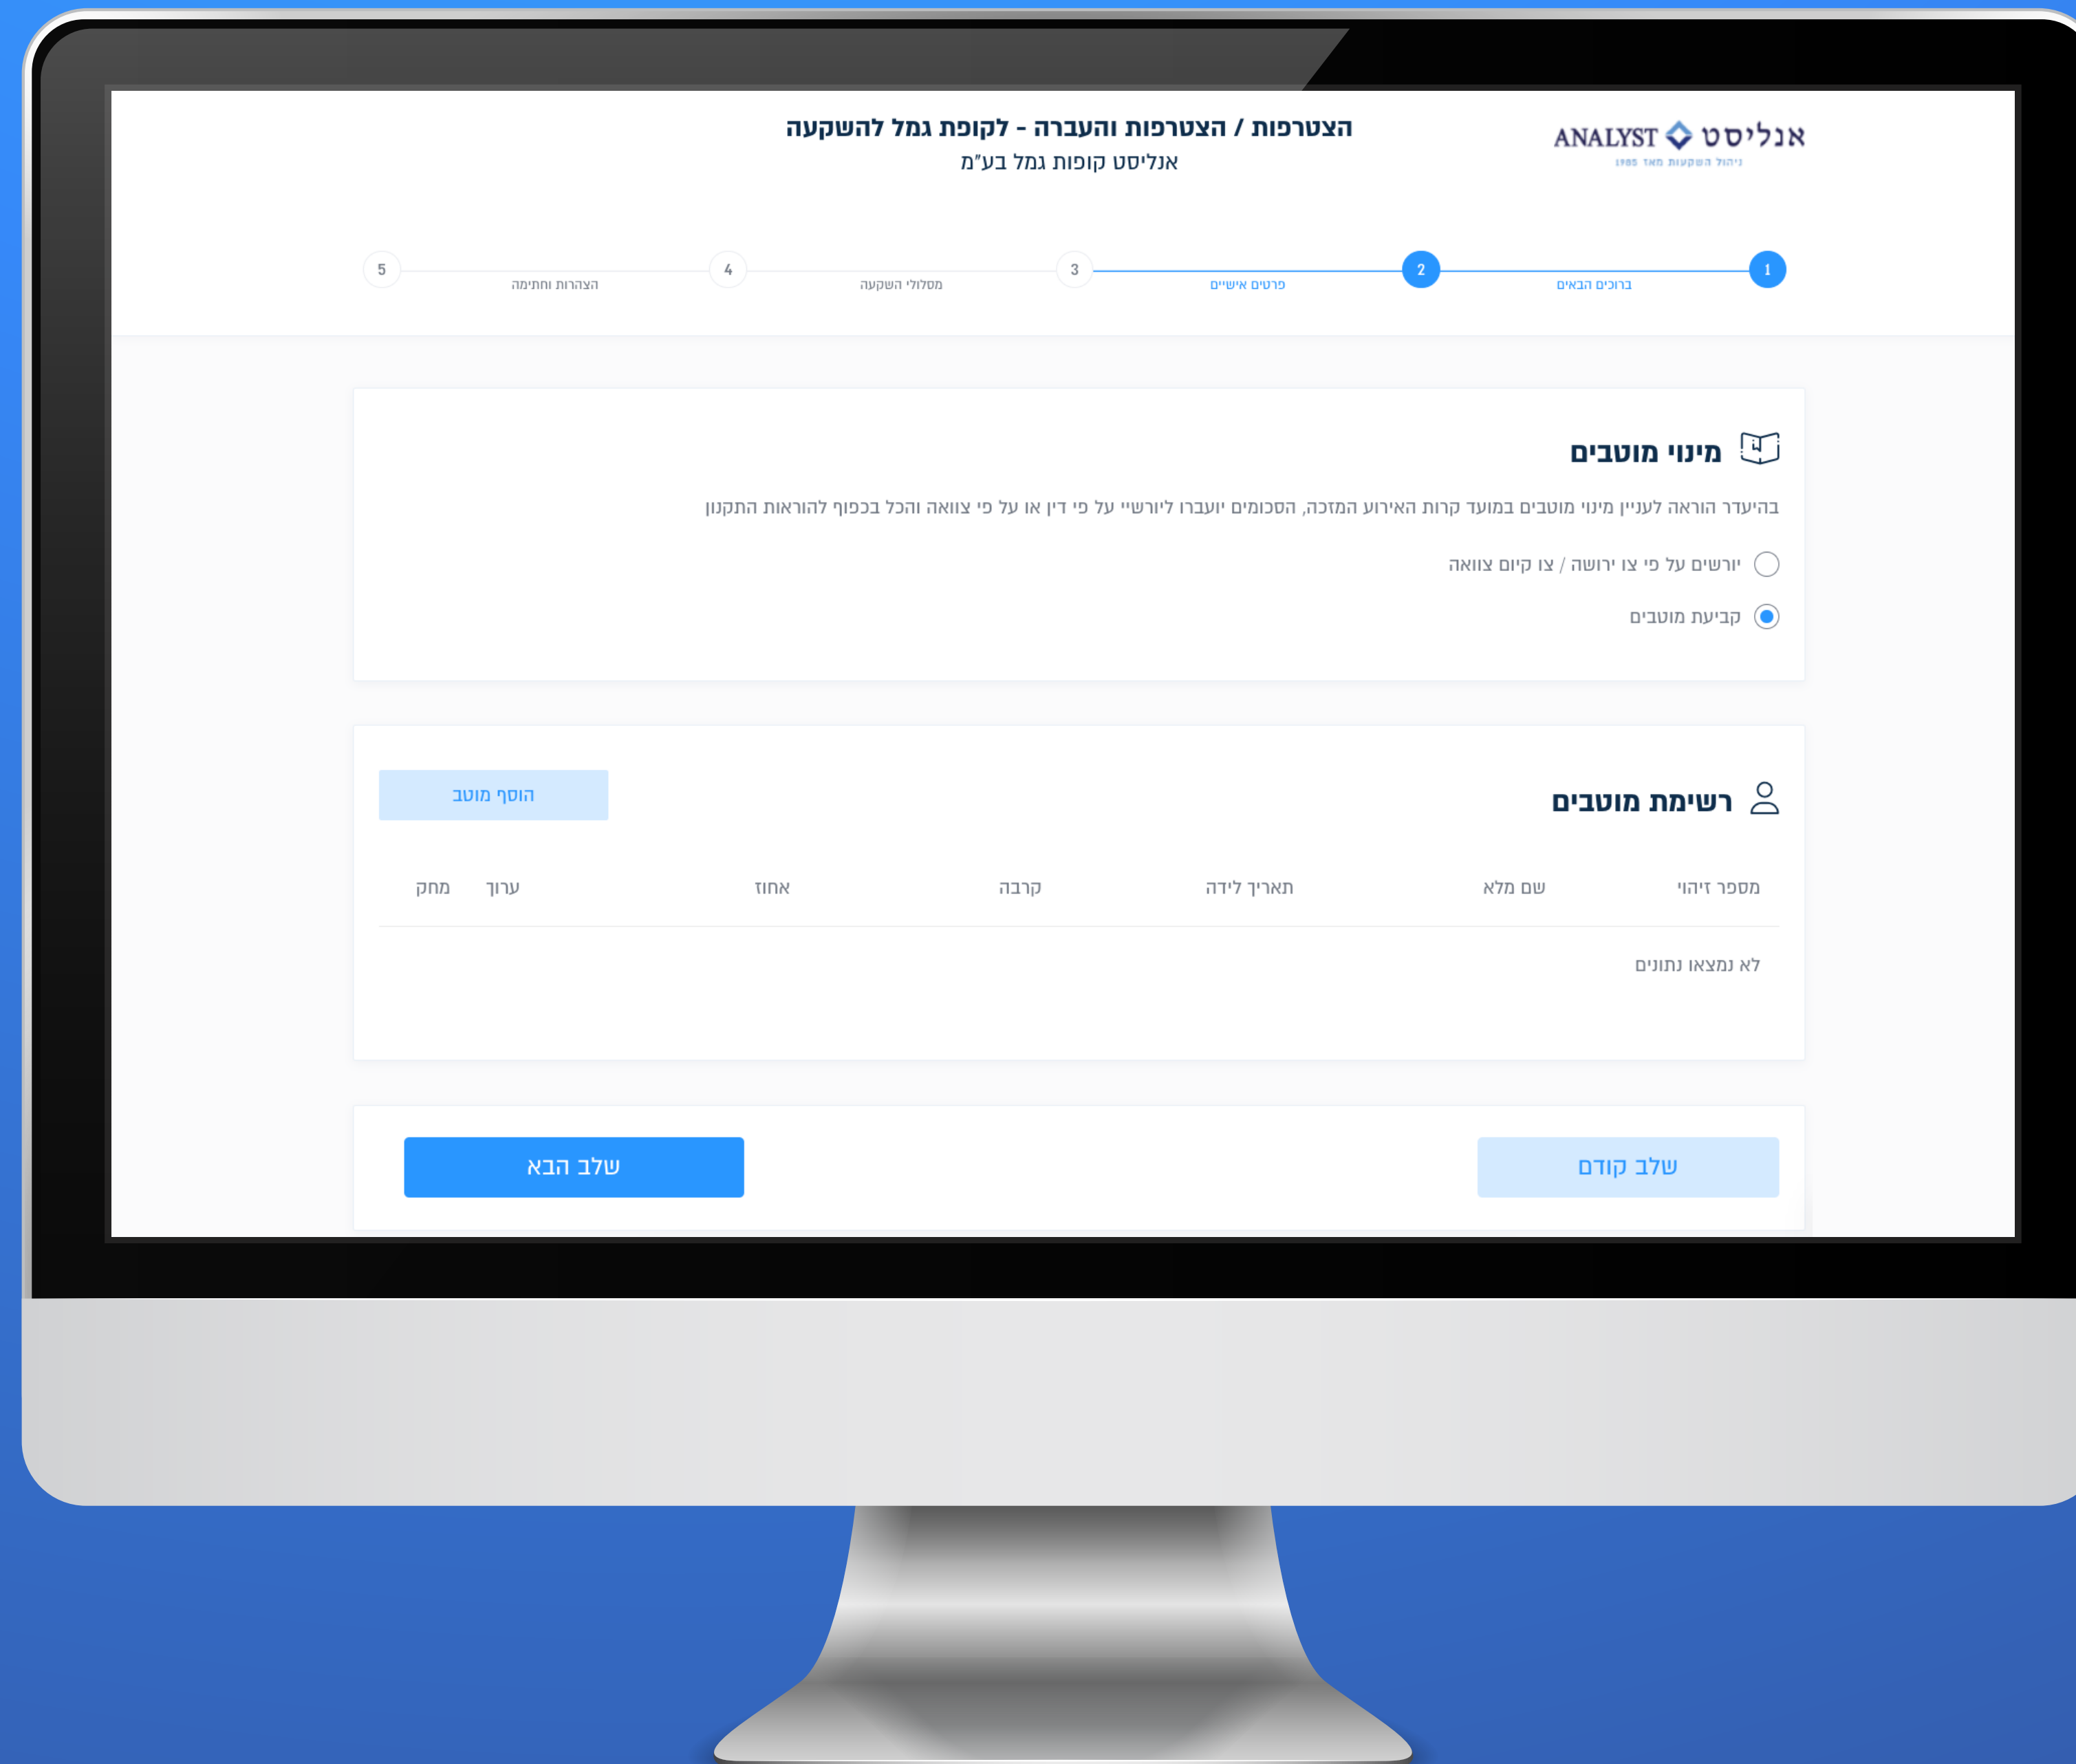 אנליסט ANALYST
ניהול השקעות מאז 1985
הצטרפות / הצטרפות והעברה - לקופת גמל להשקעה
אנליסט קופות גמל בע"מ
1 2 3 4 5
ברוכים הבאים פרטים אישיים מסלולי השקעה הצהרות וחתימה
מינוי מוטבים
בהיעדר הוראה לעניין מינוי מוטבים במועד קרות האירוע המזכה, הסכומים יועברו ליורשיי על פי דין או על פי צוואה והכל בכפוף להוראות התקנון
יורשים על פי צו ירושה / צו קיום צוואה
קביעת מוטבים
רשימת מוטבים הוסף מוטב
מספר זיהוי שם מלא תאריך לידה קרבה אחוז ערוך מחק
לא נמצאו נתונים
שלב קודם שלב הבא